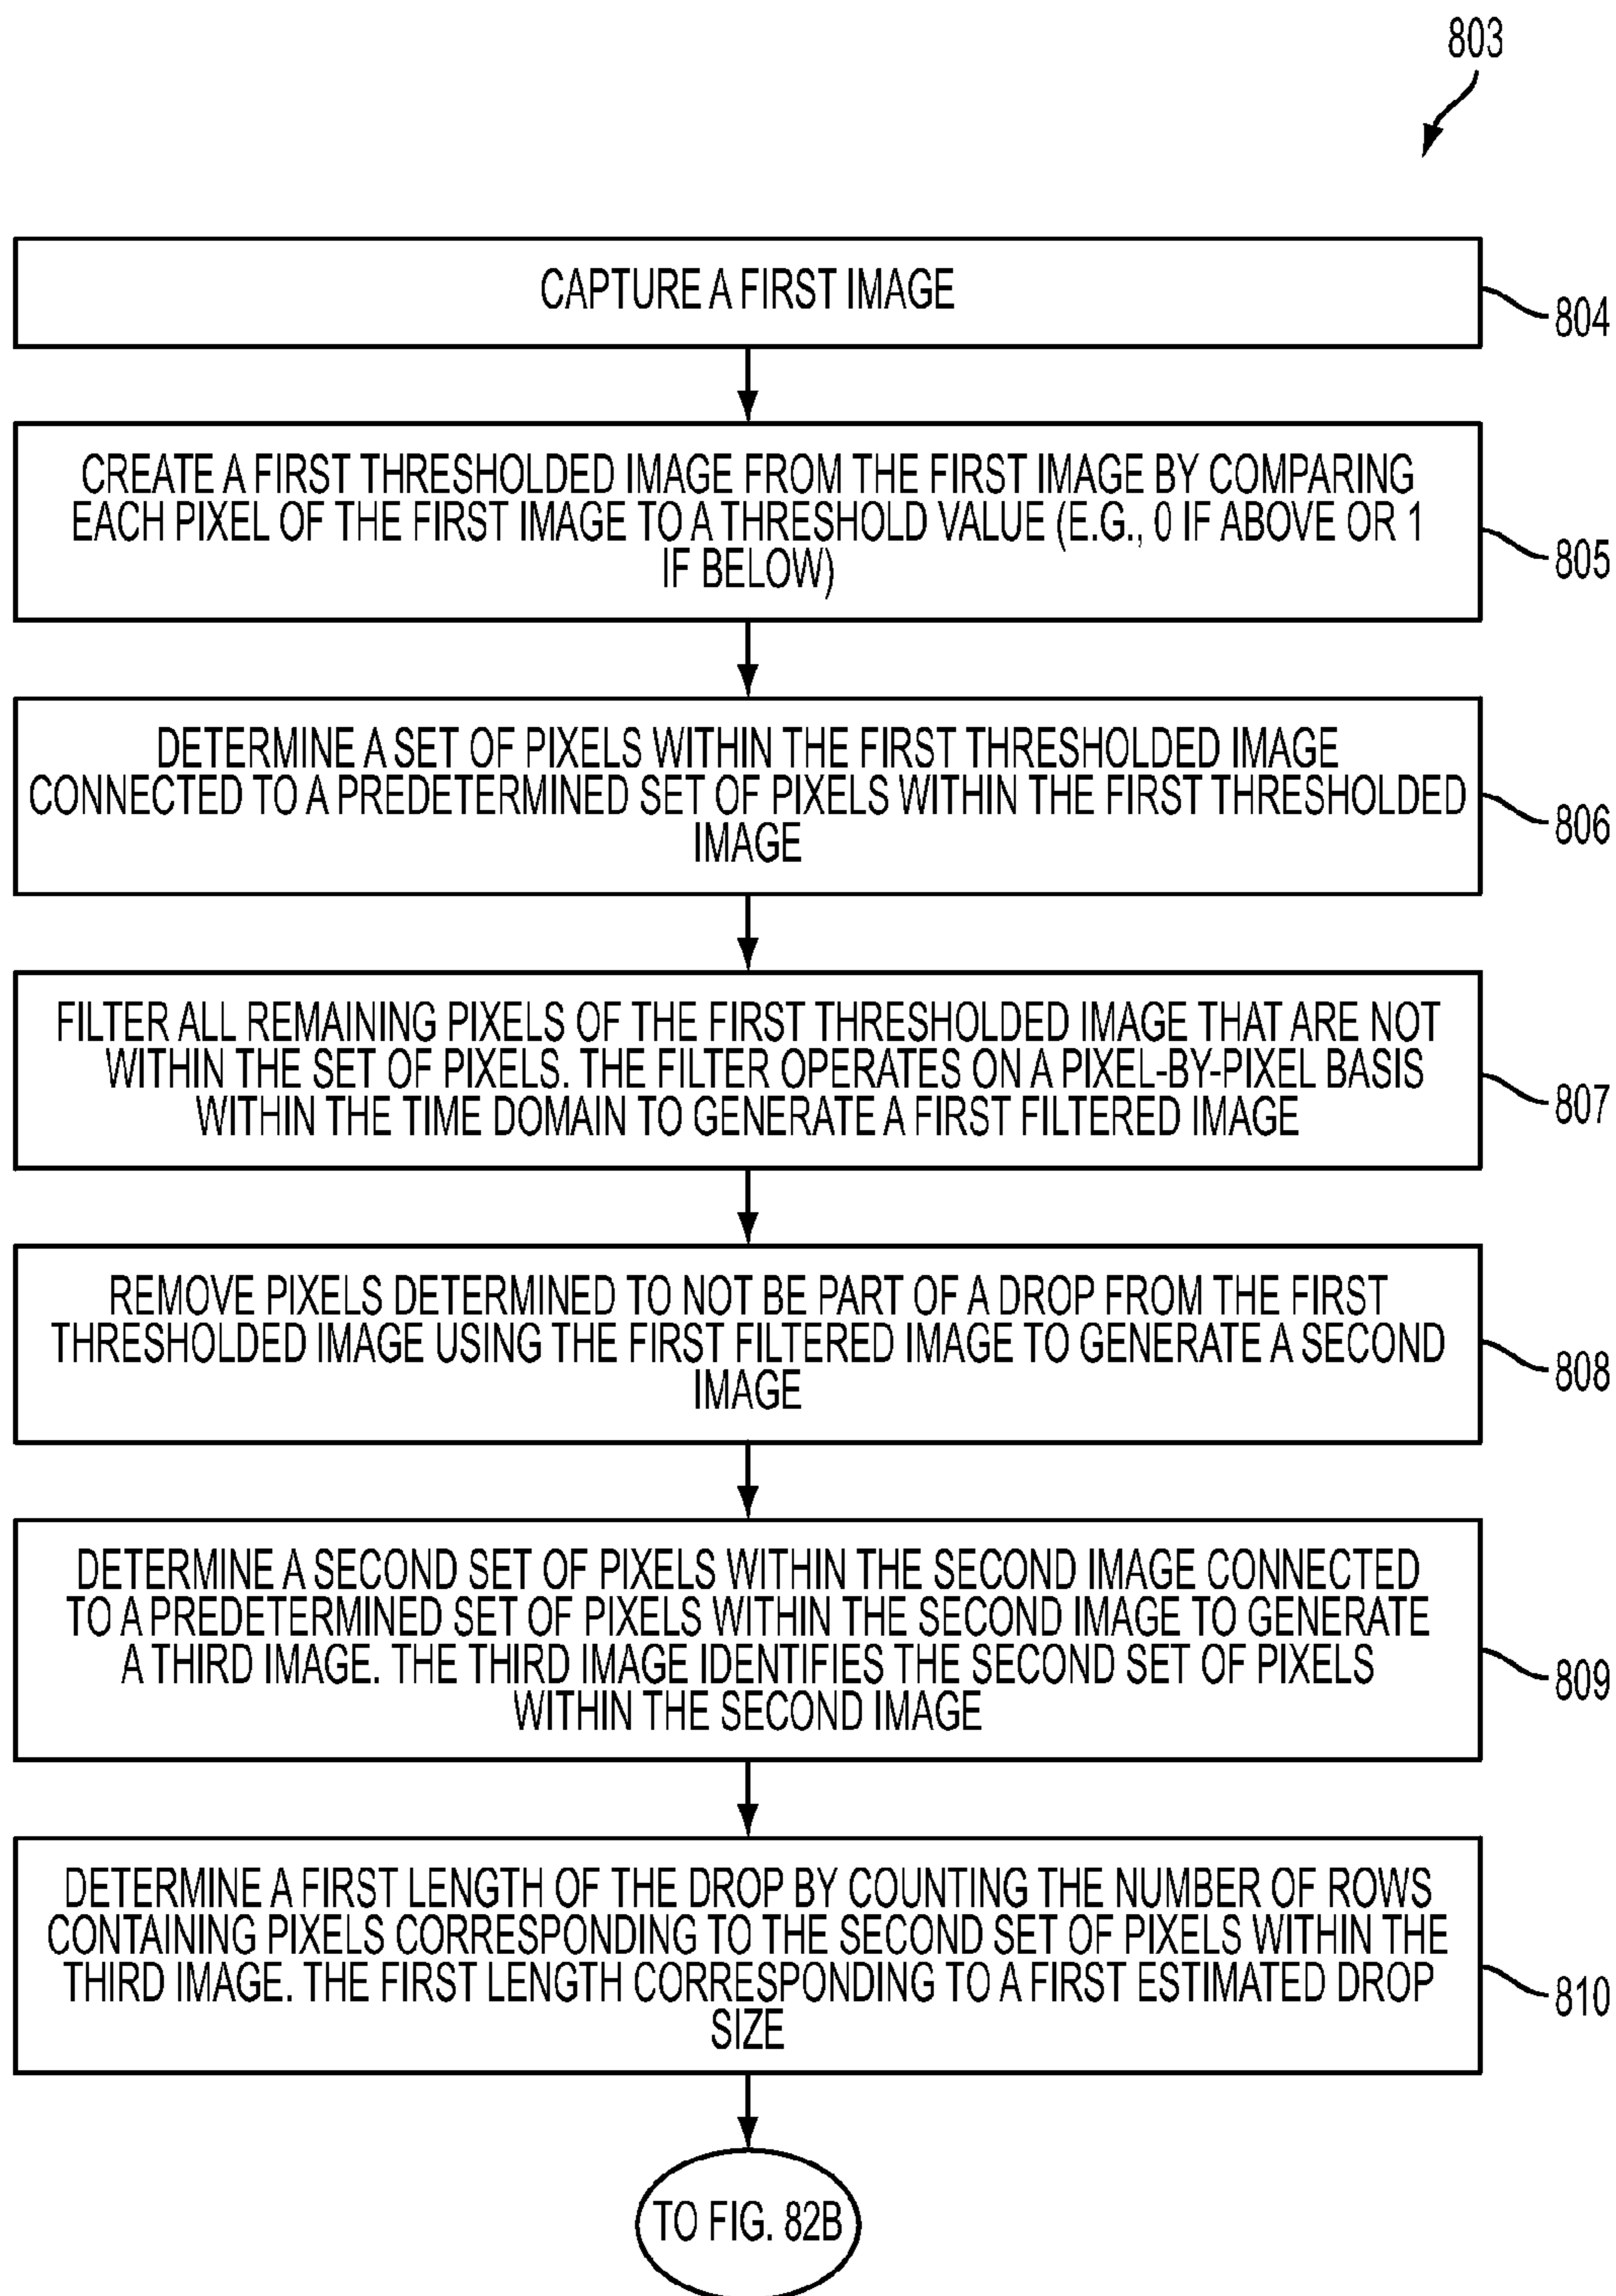 803
CAPTURE A FIRST IMAGE
804
CREATE A FIRST THRESHOLDED IMAGE FROM THE FIRST IMAGE BY COMPARING
EACH PIXEL OF THE FIRST IMAGE TO A THRESHOLD VALUE (E.G., 0 IF ABOVE OR 1
IF BELOW)
805
DETERMINE A SET OF PIXELS WITHIN THE FIRST THRESHOLDED IMAGE
CONNECTED TO A PREDETERMINED SET OF PIXELS WITHIN THE FIRST THRESHOLDED
IMAGE
806
FILTER ALL REMAINING PIXELS OF THE FIRST THRESHOLDED IMAGE THAT ARE NOT
WITHIN THE SET OF PIXELS. THE FILTER OPERATES ON A PIXEL-BY-PIXEL BASIS
WITHIN THE TIME DOMAIN TO GENERATE A FIRST FILTERED IMAGE
807
REMOVE PIXELS DETERMINED TO NOT BE PART OF A DROP FROM THE FIRST
THRESHOLDED IMAGE USING THE FIRST FILTERED IMAGE TO GENERATE A SECOND
IMAGE
808
DETERMINE A SECOND SET OF PIXELS WITHIN THE SECOND IMAGE CONNECTED
TO A PREDETERMINED SET OF PIXELS WITHIN THE SECOND IMAGE TO GENERATE
A THIRD IMAGE. THE THIRD IMAGE IDENTIFIES THE SECOND SET OF PIXELS
WITHIN THE SECOND IMAGE
809
DETERMINE A FIRST LENGTH OF THE DROP BY COUNTING THE NUMBER OF ROWS
CONTAINING PIXELS CORRESPONDING TO THE SECOND SET OF PIXELS WITHIN THE
THIRD IMAGE. THE FIRST LENGTH CORRESPONDING TO A FIRST ESTIMATED DROP
SIZE
810
TO FIG. 82B